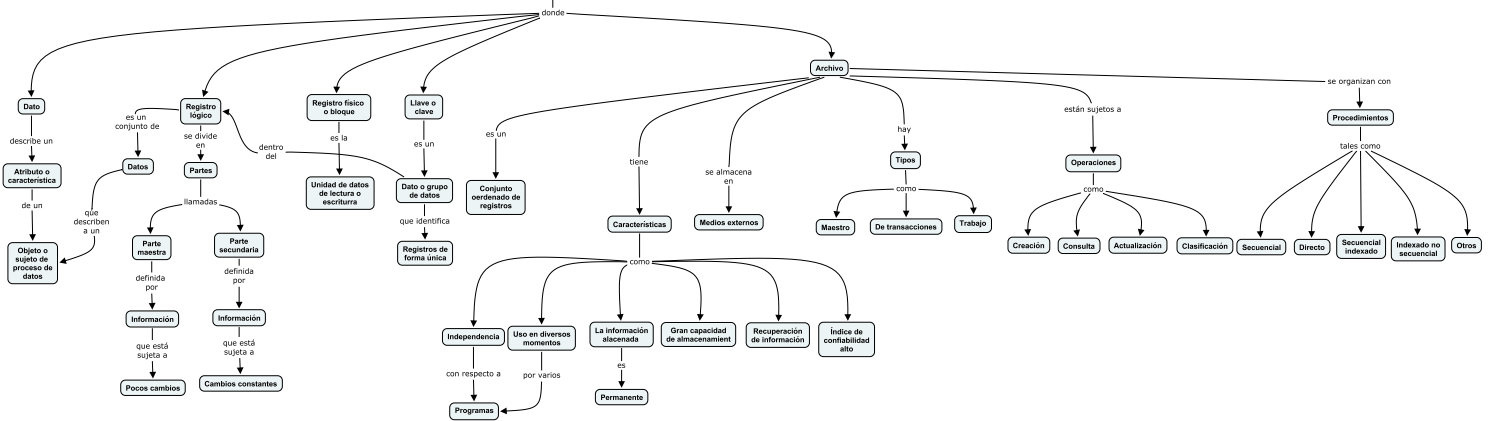 donde
Dato
describe un
Atributo o
característica
de un
Objeto o
sujeto de
proceso de
datos
Registro
lógico
es un
conjunto de
Datos
que
describen
a un
se divide
en
Partes
llamadas
Parte
maestra
definida
por
Información
que está
sujeta a
Pocos cambios
Parte
secundaria
definida
por
Información
que está
sujeta a
Cambios constantes
dentro
del
Registro físico
o bloque
es la
Unidad de datos
de lectura o
escriturra
Llave o
clave
es un
Dato o grupo
de datos
que identifica
Registros de
forma única
Archivo
es un
Conjunto
oerdenado de
registros
tiene
Características
como
Independencia
con respecto a
Programas
Uso en diversos
momentos
por varios
La información
alacenada
es
Permanente
Gran capacidad
de almacenamient
Recuperación
de información
Índice de
confiabilidad
alto
se almacena
en
Medios externos
hay
Tipos
como
Maestro
De transacciones
Trabajo
están sujetos a
Operaciones
como
Creación
Consulta
Actualización
Clasificación
se organizan con
Procedimientos
tales como
Secuencial
Directo
Secuencial
indexado
Indexado no
secuencial
Otros